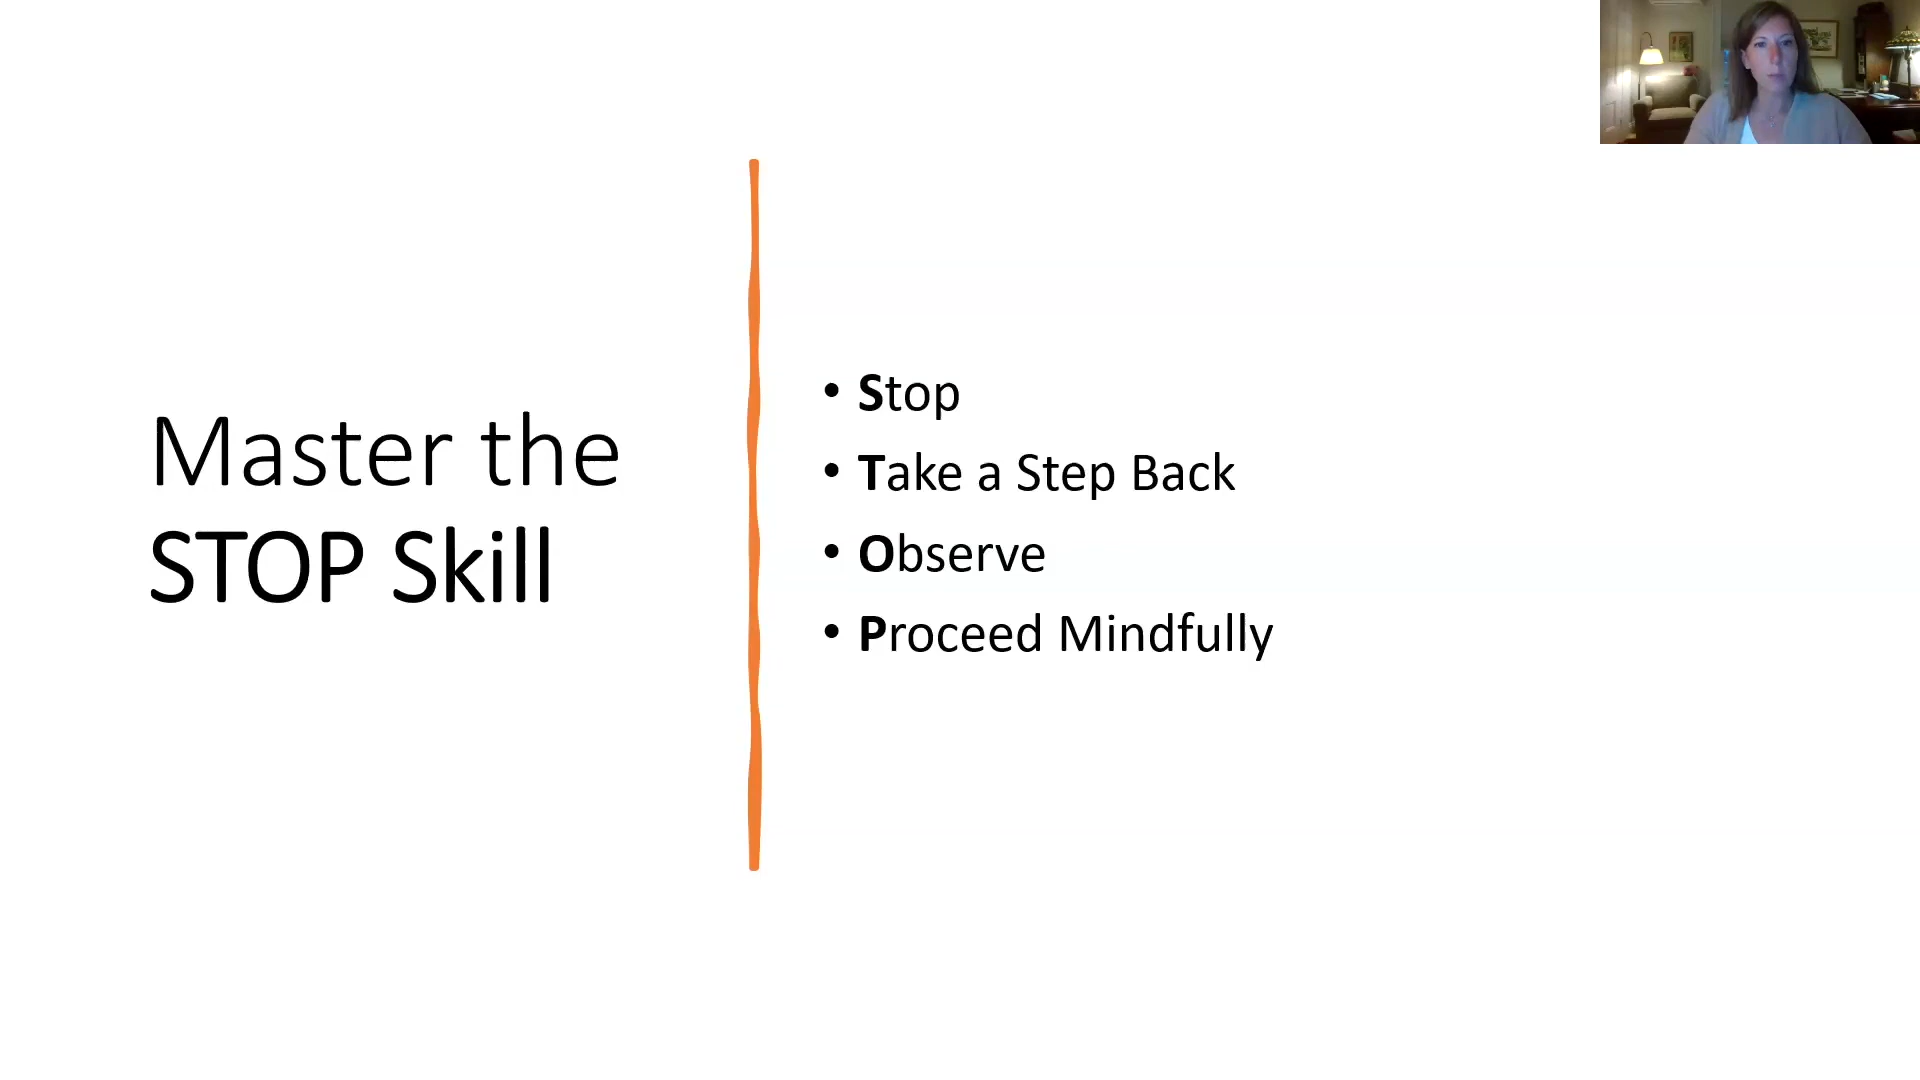 Master the
STOP Skill
• Stop
• Take a Step Back
• Observe
• Proceed Mindfully